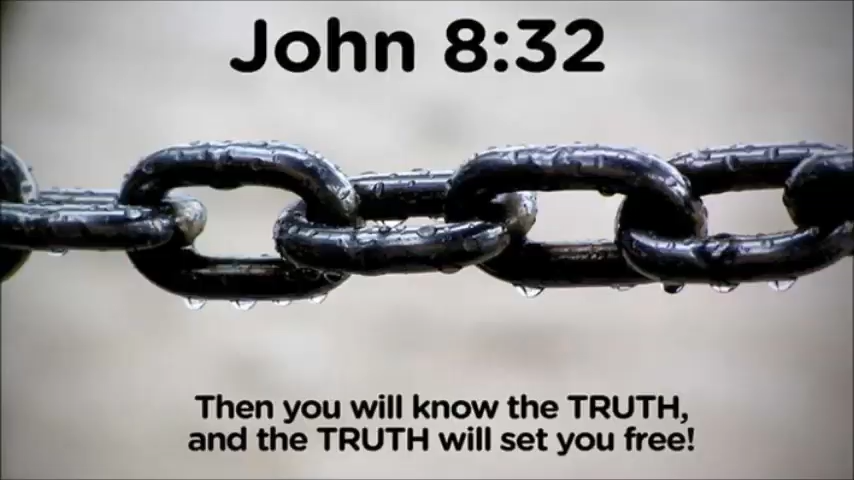 John 8:32
Then you will know the TRUTH,
and the TRUTH will set you free!